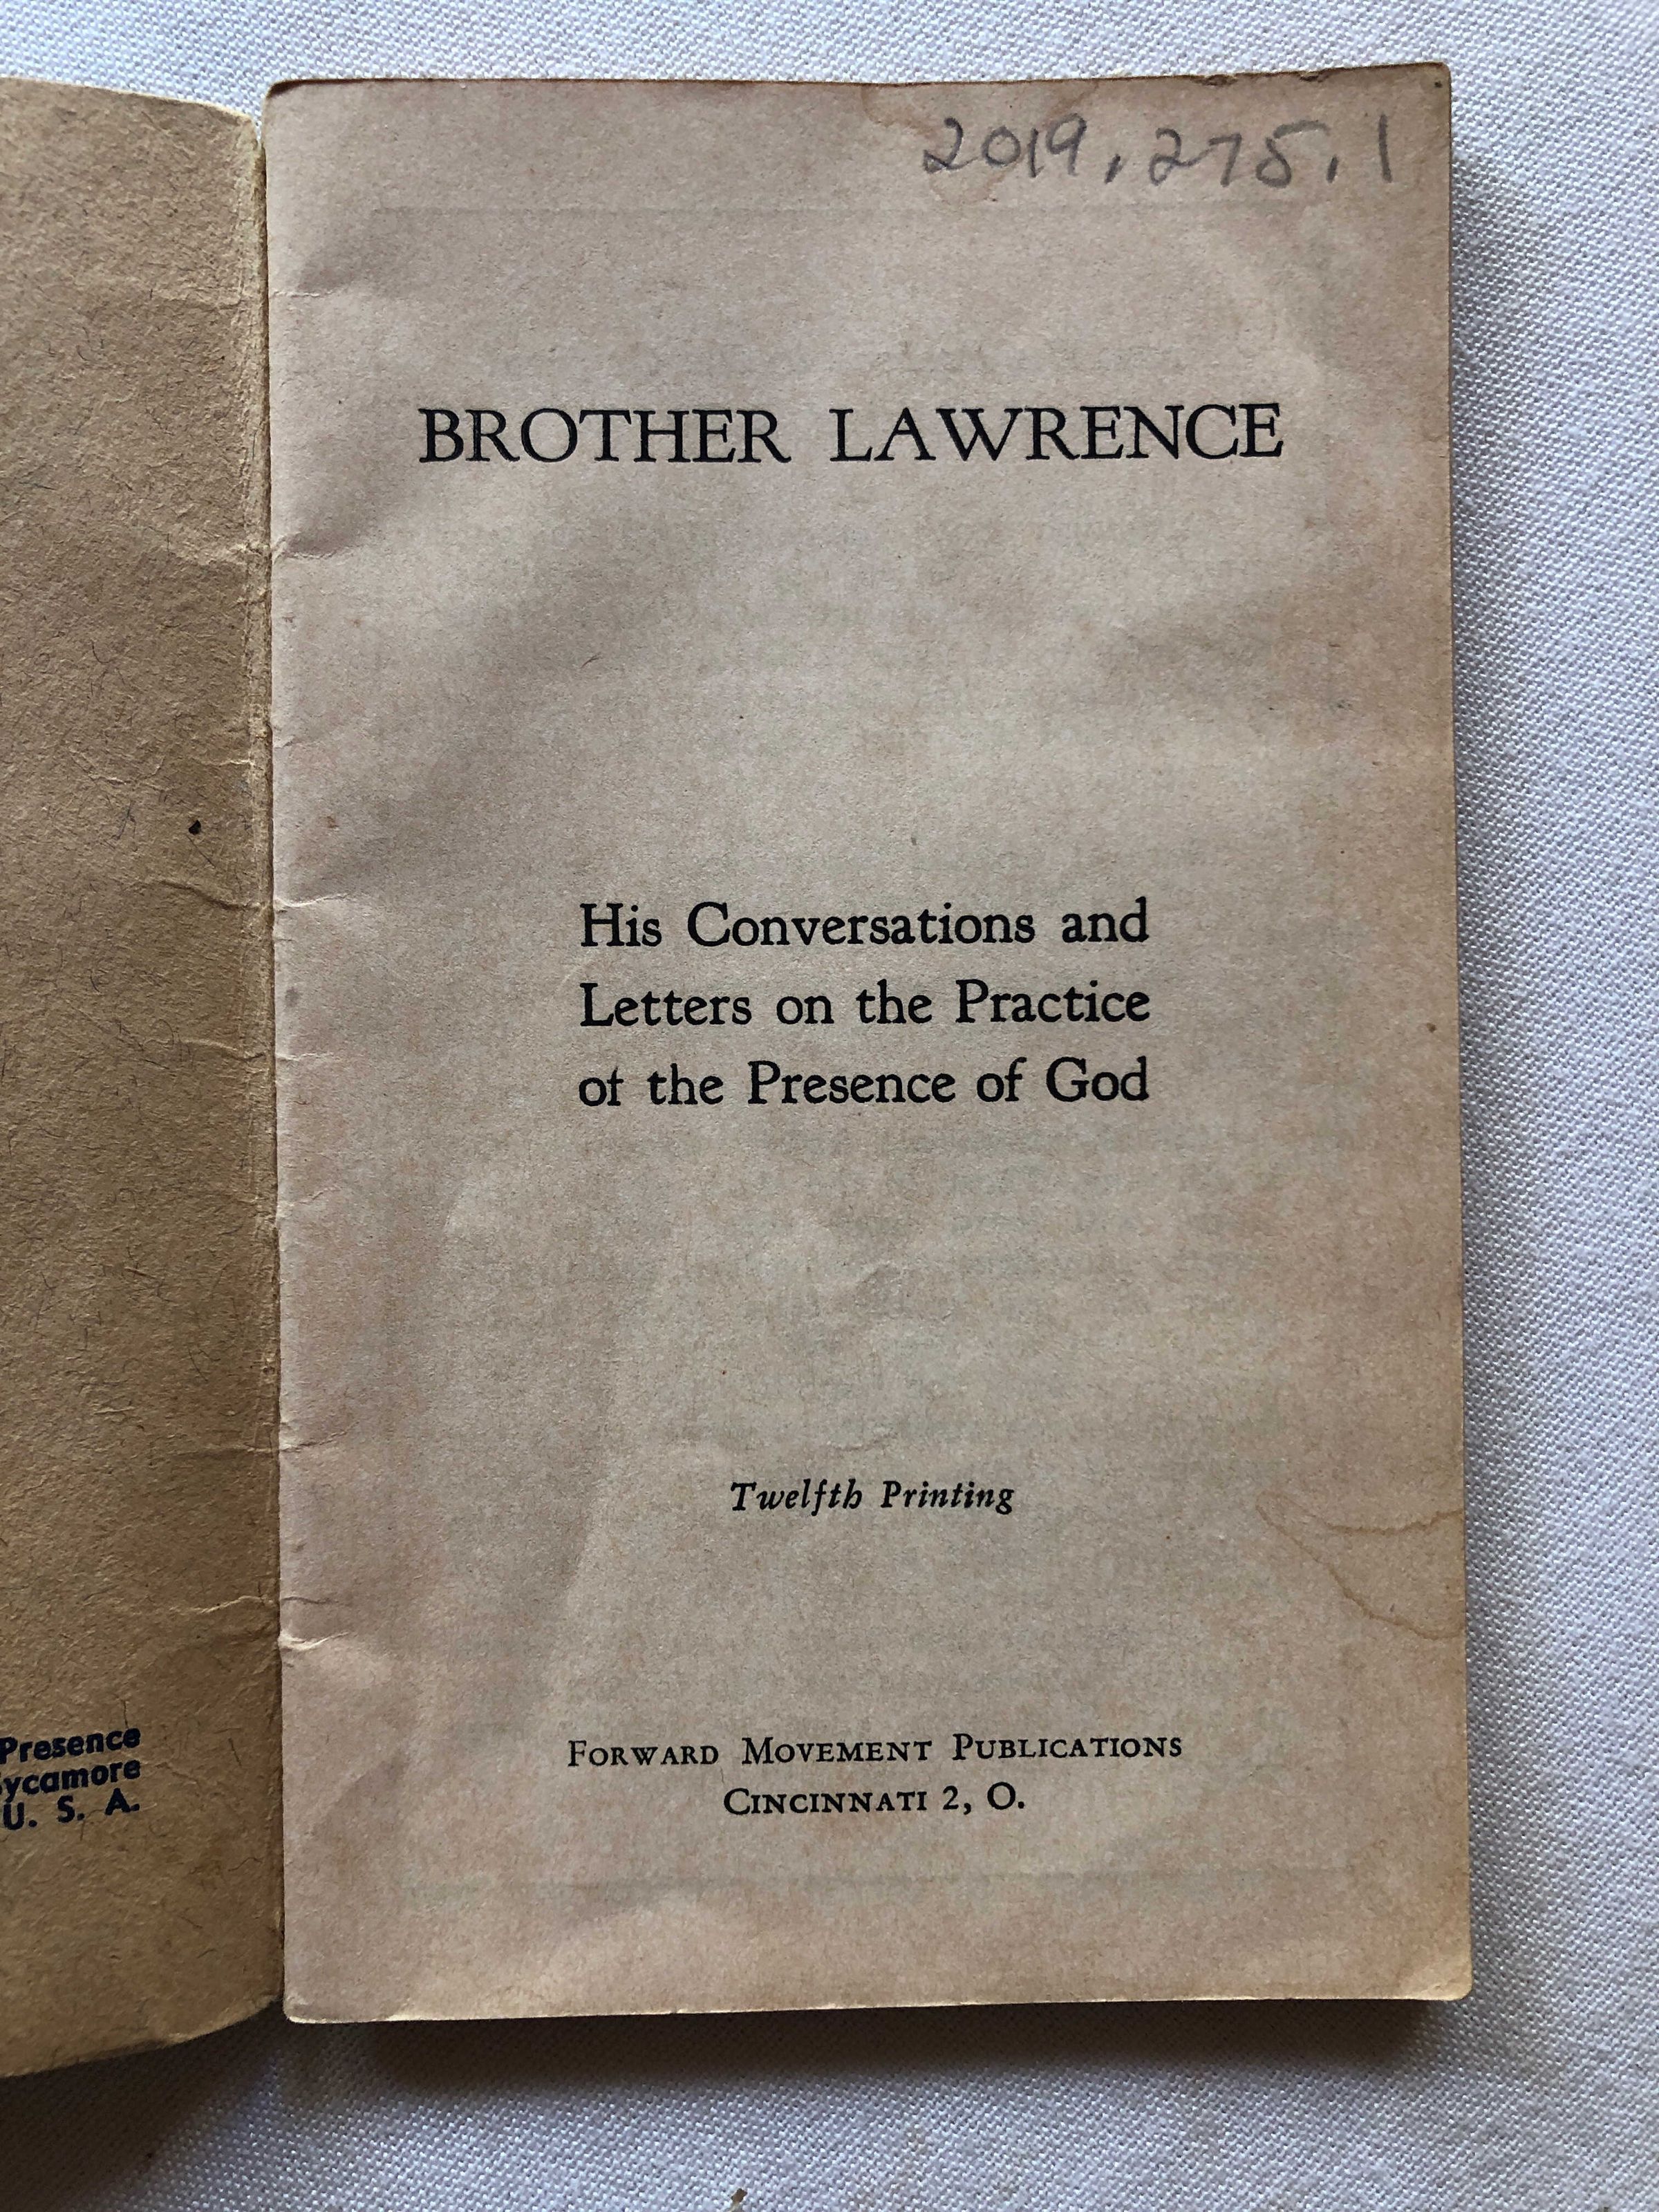 Presence
Sycamore
U. S. A.
2019.275.1
BROTHER LAWRENCE
His Conversations and
Letters on the Practice
of the Presence of God
Twelfth Printing
FORWARD MOVEMENT PUBLICATIONS
CINCINNATI 2, O.